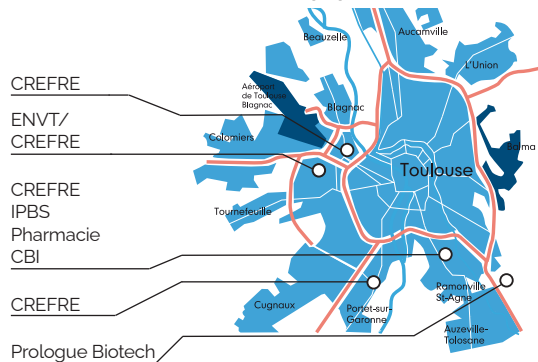 CREFRE
ENVT/
CREFRE
CREFRE
IPBS
Pharmacie
CBI
CREFRE
Prologue Biotech
Beauzelle
Aucamville
L'Union
Aéroport
de Toulouse
Blagnac
Blagnac
Colomiers
Balma
Toulouse
Tournefeuille
Cugnaux
Portet-sur-
Garonne
Ramonville
St-Agne
Auzeville-
Tolosane